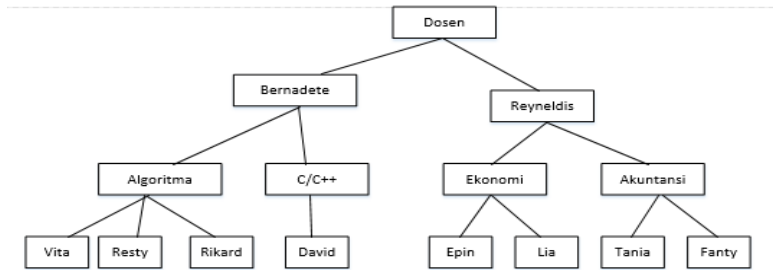 Dosen
Bernadete
Reyneldis
Algoritma
C/C++
Ekonomi
Akuntansi
Vita
Resty
Rikard
David
Epin
Lia
Tania
Fanty